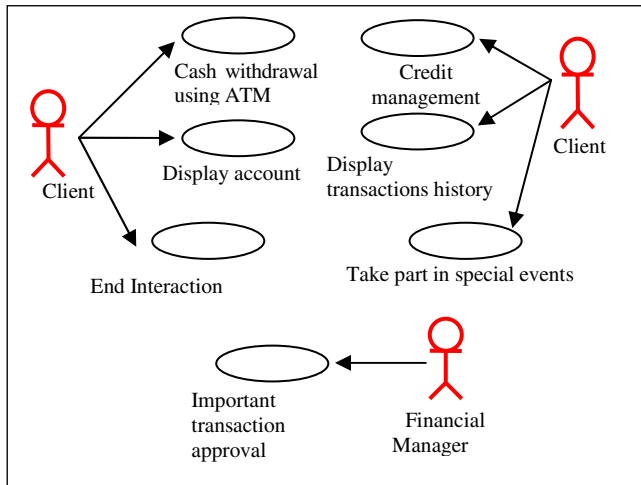 Cash withdrawal
using ATM
Credit
management
Client
Display account
Display
transactions history
Client
End Interaction
Take part in special events
Important
transaction
approval
Financial
Manager